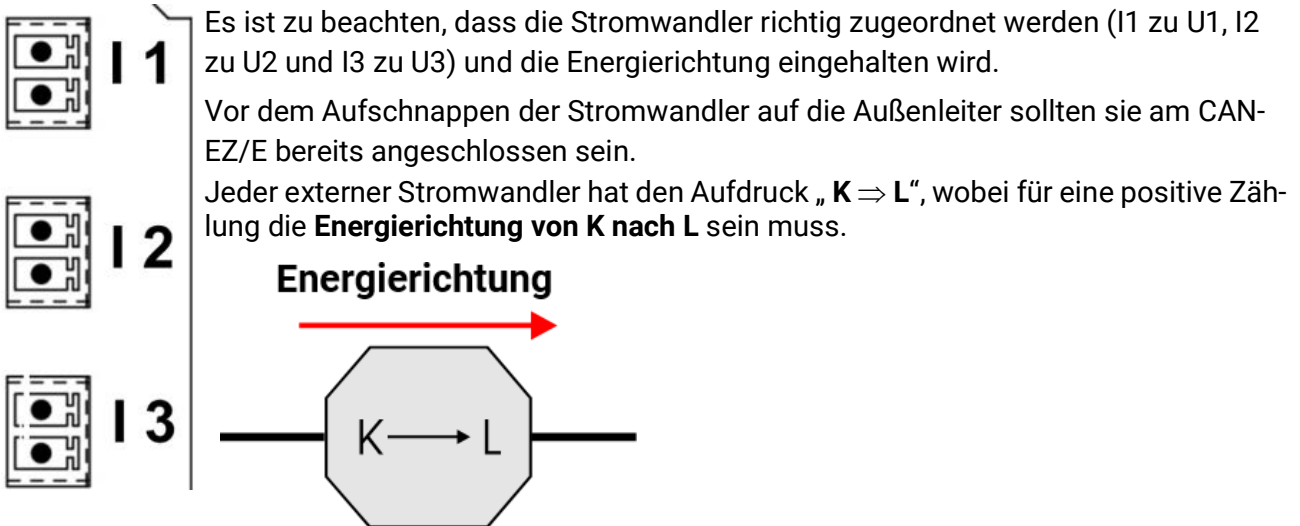 I 1
I 2
I 3
Es ist zu beachten, dass die Stromwandler richtig zugeordnet werden (I1 zu U1, I2
zu U2 und I3 zu U3) und die Energierichtung eingehalten wird.
Vor dem Aufschnappen der Stromwandler auf die Außenleiter sollten sie am CAN-
EZ/E bereits angeschlossen sein.
Jeder externer Stromwandler hat den Aufdruck „ K ⇒ L“, wobei für eine positive Zäh-
lung die Energierichtung von K nach L sein muss.
Energierichtung
K → L